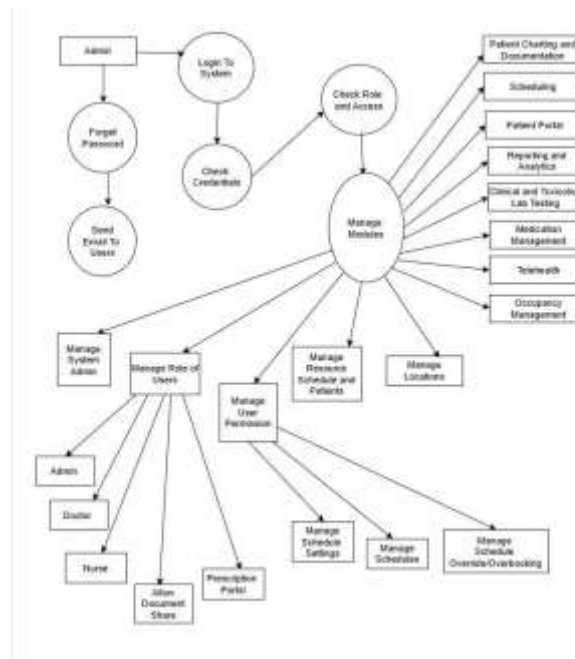 Admin
Login To
System
Forget
Password
Check
Credentials
Send
Email To
Users
Check Role
and Access
Manage
Modules
Patient Charting and
Documentation
Scheduling
Patient Portal
Reporting and
Analytics
Clinical and Toxicolo
Lab Testing
Medication
Management
Telehealth
Occupancy
Management
Manage
System
Admin
Manage Role of
Users
Manage
User
Permission
Manage
Resource
Schedule and
Patients
Manage
Locations
Admin
Doctor
Nurse
Allow
Document
Share
Prescription
Portal
Manage
Schedule
Settings
Manage
Schedules
Manage
Schedule
Override/Overbooking